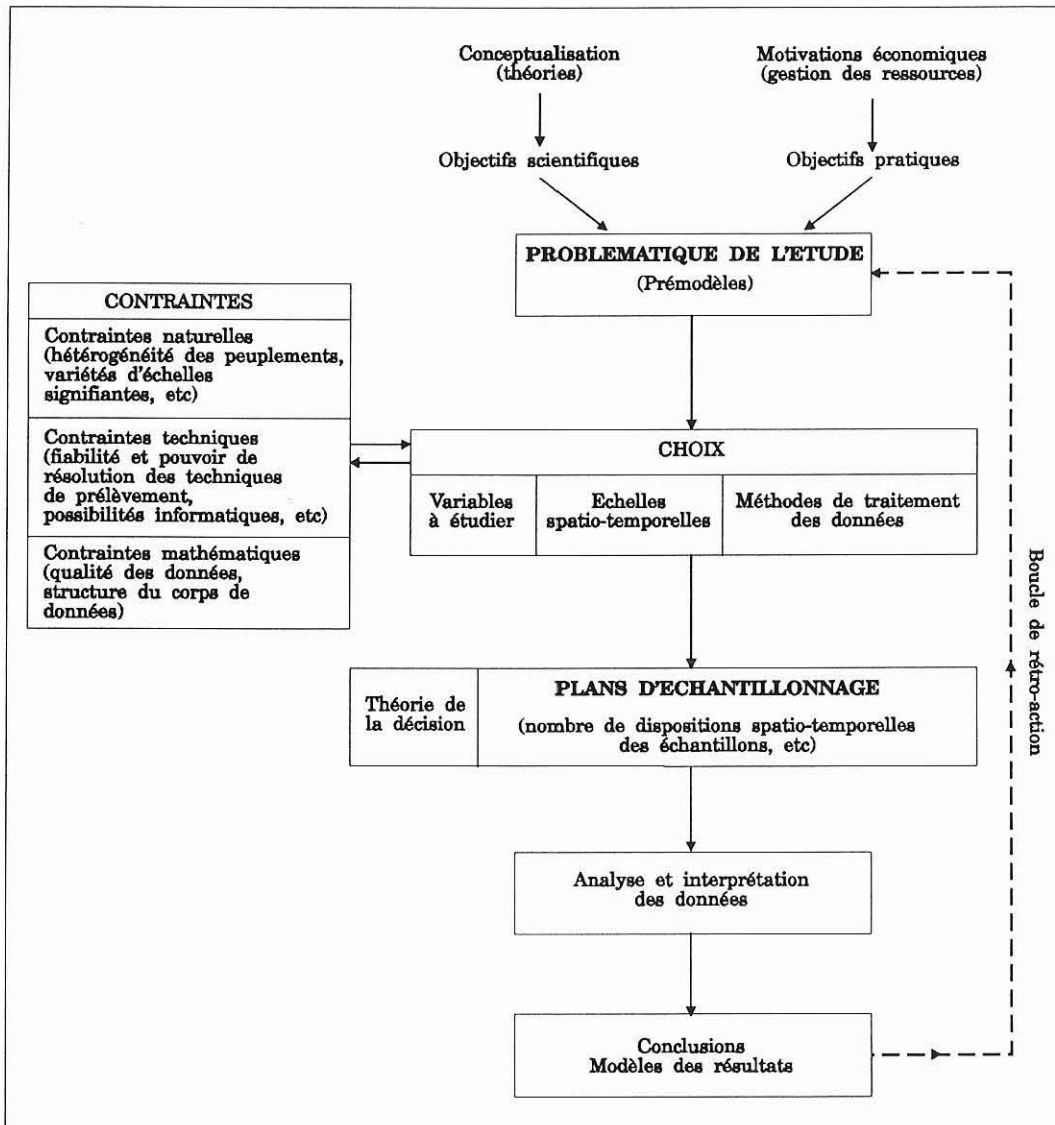 Conceptualisation
(théories)
Motivations économiques
(gestion des ressources)
Objectifs scientifiques
Objectifs pratiques
PROBLEMATIQUE DE L'ETUDE
(Prémodèles)
CONTRAINTES
Contraintes naturelles
(hétérogénéité des peuplements,
variétés d'échelles
signifiantes, etc)
Contraintes techniques
(fiabilité et pouvoir de
résolution des techniques
de prélèvement,
possibilités informatiques, etc)
Contraintes mathématiques
(qualité des données,
structure du corps de
données)
CHOIX
Variables
à étudier
Echelles
spatio-temporelles
Méthodes de traitement
des données
Boucle de rétro-action
Théorie de
la décision
PLANS D'ECHANTILLONNAGE
(nombre de dispositions spatio-temporelles
des échantillons, etc)
Analyse et interprétation
des données
Conclusions
Modèles des résultats